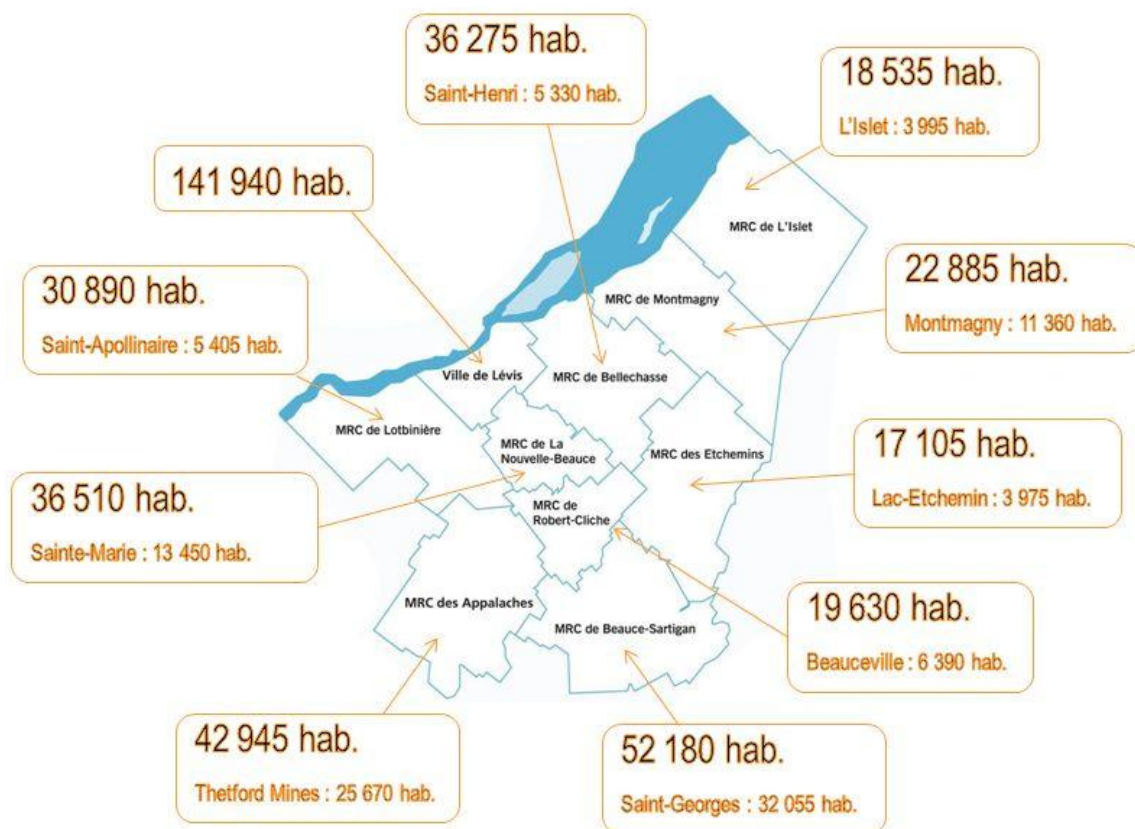 36 275 hab.
Saint-Henri : 5 330 hab.
18 535 hab.
L'Islet : 3 995 hab.
141 940 hab.
MRC de L'Islet
30 890 hab.
Saint-Apollinaire : 5 405 hab.
22 885 hab.
Montmagny : 11 360 hab.
MRC de Montmagny
Ville de Lévis
MRC de Bellechasse
MRC de Lotbinière
MRC de La
Nouvelle-Beauce
MRC des Etchemins
17 105 hab.
Lac-Etchemin : 3 975 hab.
36 510 hab.
Sainte-Marie : 13 450 hab.
MRC de
Robert-Cliche
MRC des Appalaches
MRC de Beauce-Sartigan
19 630 hab.
Beauceville : 6 390 hab.
42 945 hab.
Thetford Mines : 25 670 hab.
52 180 hab.
Saint-Georges : 32 055 hab.